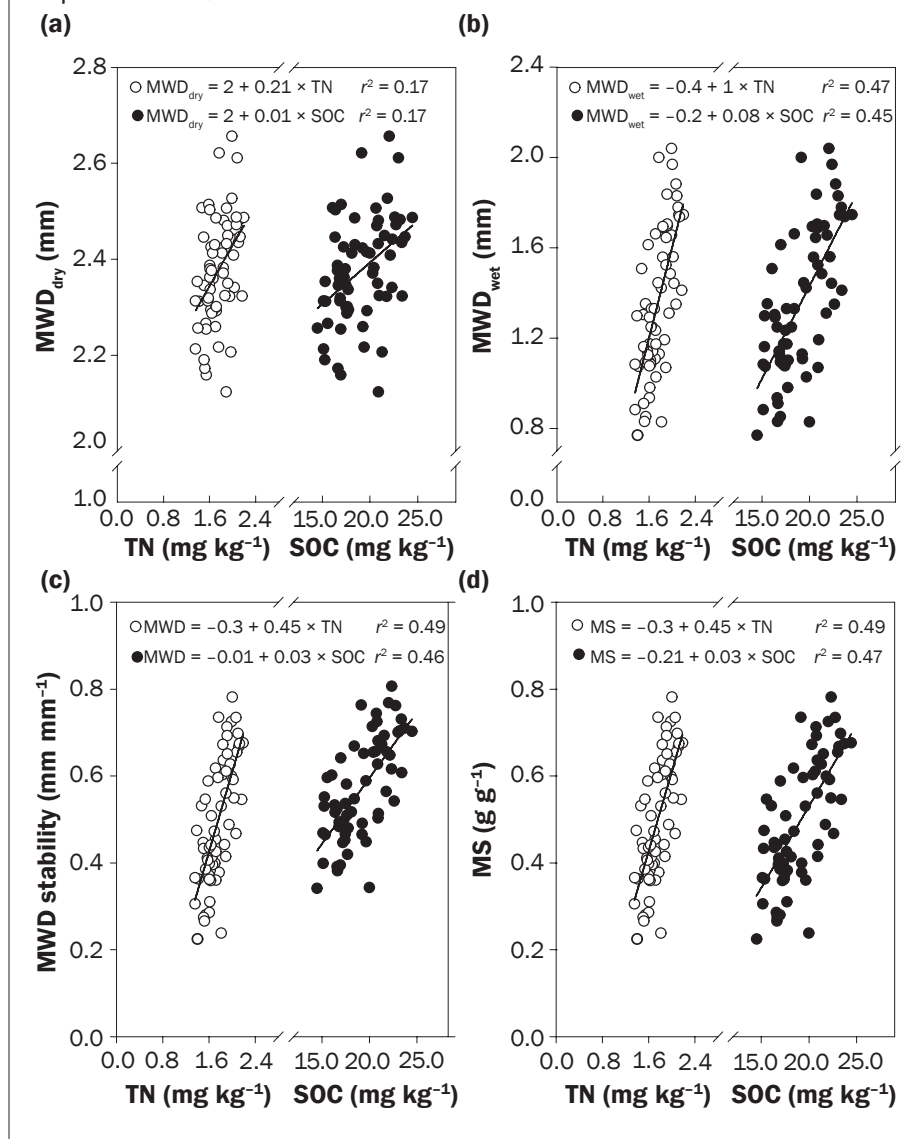 (a)
2.8
○ MWD_dry = 2 + 0.21 × TN r² = 0.17
● MWD_dry = 2 + 0.01 × SOC r² = 0.17
2.6
2.4
2.2
2.0
1.0
MWD_dry (mm)
0.0 0.8 1.6 2.4 15.0 20.0 25.0
TN (mg kg⁻¹) SOC (mg kg⁻¹)
(b)
2.4
○ MWD_wet = −0.4 + 1 × TN r² = 0.47
● MWD_wet = −0.2 + 0.08 × SOC r² = 0.45
2.0
1.6
1.2
0.8
0.0
MWD_wet (mm)
0.0 0.8 1.6 2.4 15.0 20.0 25.0
TN (mg kg⁻¹) SOC (mg kg⁻¹)
(c)
1.0
○ MWD = −0.3 + 0.45 × TN r² = 0.49
● MWD = −0.01 + 0.03 × SOC r² = 0.46
0.8
0.6
0.4
0.2
0.0
MWD stability (mm mm⁻¹)
0.0 0.8 1.6 2.4 15.0 20.0 25.0
TN (mg kg⁻¹) SOC (mg kg⁻¹)
(d)
1.0
○ MS = −0.3 + 0.45 × TN r² = 0.49
● MS = −0.21 + 0.03 × SOC r² = 0.47
0.8
0.6
0.4
0.2
0.0
MS (g g⁻¹)
0.0 0.8 1.6 2.4 15.0 20.0 25.0
TN (mg kg⁻¹) SOC (mg kg⁻¹)